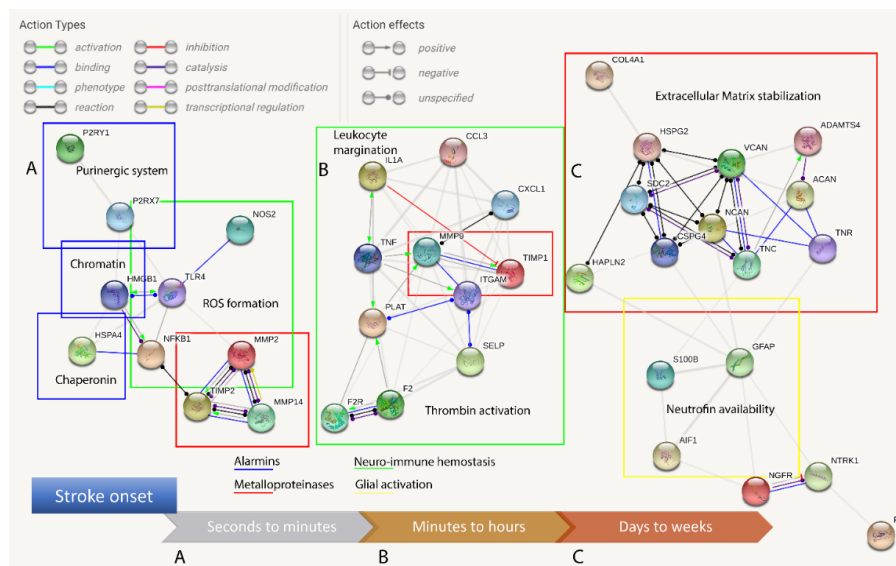 Action Types
activation
binding
phenotype
reaction
inhibition
catalysis
posttranslational modification
transcriptional regulation
Action effects
positive
negative
unspecified
A
P2RY1
Purinergic system
P2RX7
NOS2
Chromatin
HMGB1
TLR4
ROS formation
HSPA4
NFKB1
Chaperonin
MMP2
TIMP2
MMP14
B
Leukocyte
margination
IL1A
CCL3
CXCL1
TNF
MMP9
TIMP1
ITGAM
PLAT
SELP
F2R
F2
Thrombin activation
C
COL4A1
Extracellular Matrix stabilization
HSPG2
VCAN
ADAMTS4
SDC2
ACAN
NCAN
CSPG4
TNC
TNR
HAPLN2
S100B
GFAP
Neutrofin availability
AIF1
NGFR
NTRK1
Alarmins
Metalloproteinases
Neuro-immune hemostasis
Glial activation
Stroke onset
Seconds to minutes
Minutes to hours
Days to weeks
A
B
C